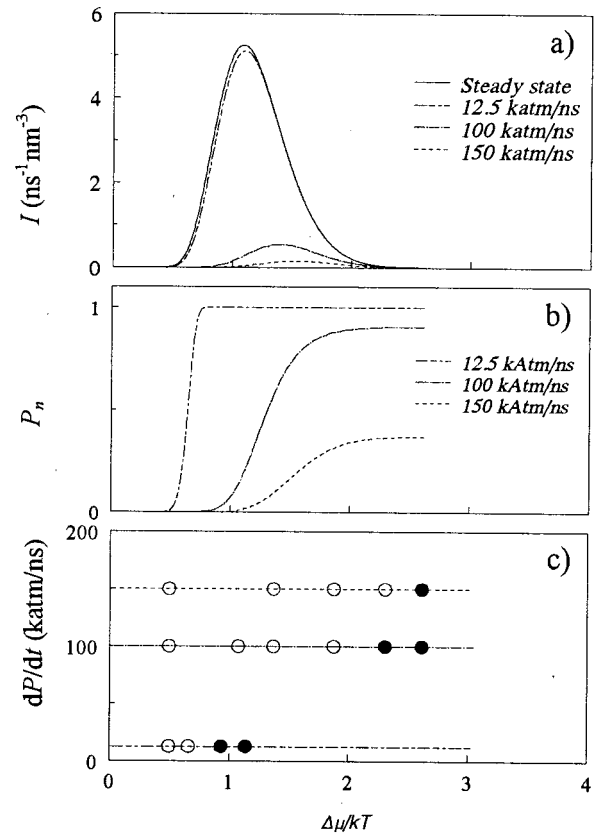 6
a)
4
2
0
I (ns⁻¹nm⁻³)
Steady state
12.5 katm/ns
100 katm/ns
150 katm/ns
1
b)
0
Pₙ
12.5 kAtm/ns
100 kAtm/ns
150 kAtm/ns
200
c)
100
0
dP/dt (katm/ns)
0 1 2 3 4
Δμ/kT